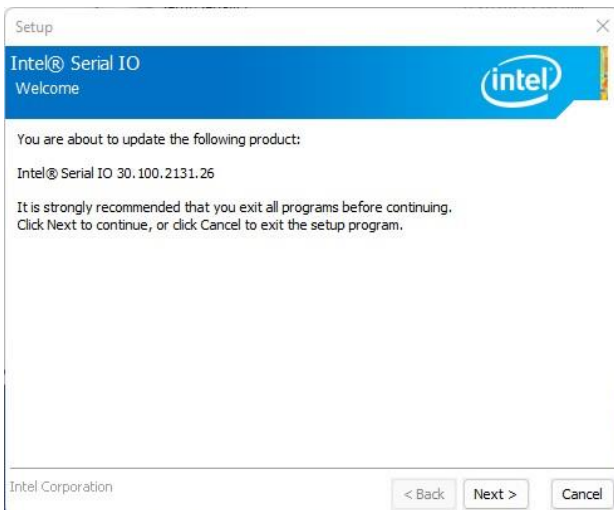 Setup
Intel® Serial IO
Welcome
intel
You are about to update the following product:
Intel® Serial IO 30.100.2131.26
It is strongly recommended that you exit all programs before continuing.
Click Next to continue, or click Cancel to exit the setup program.
Intel Corporation
< Back Next > Cancel